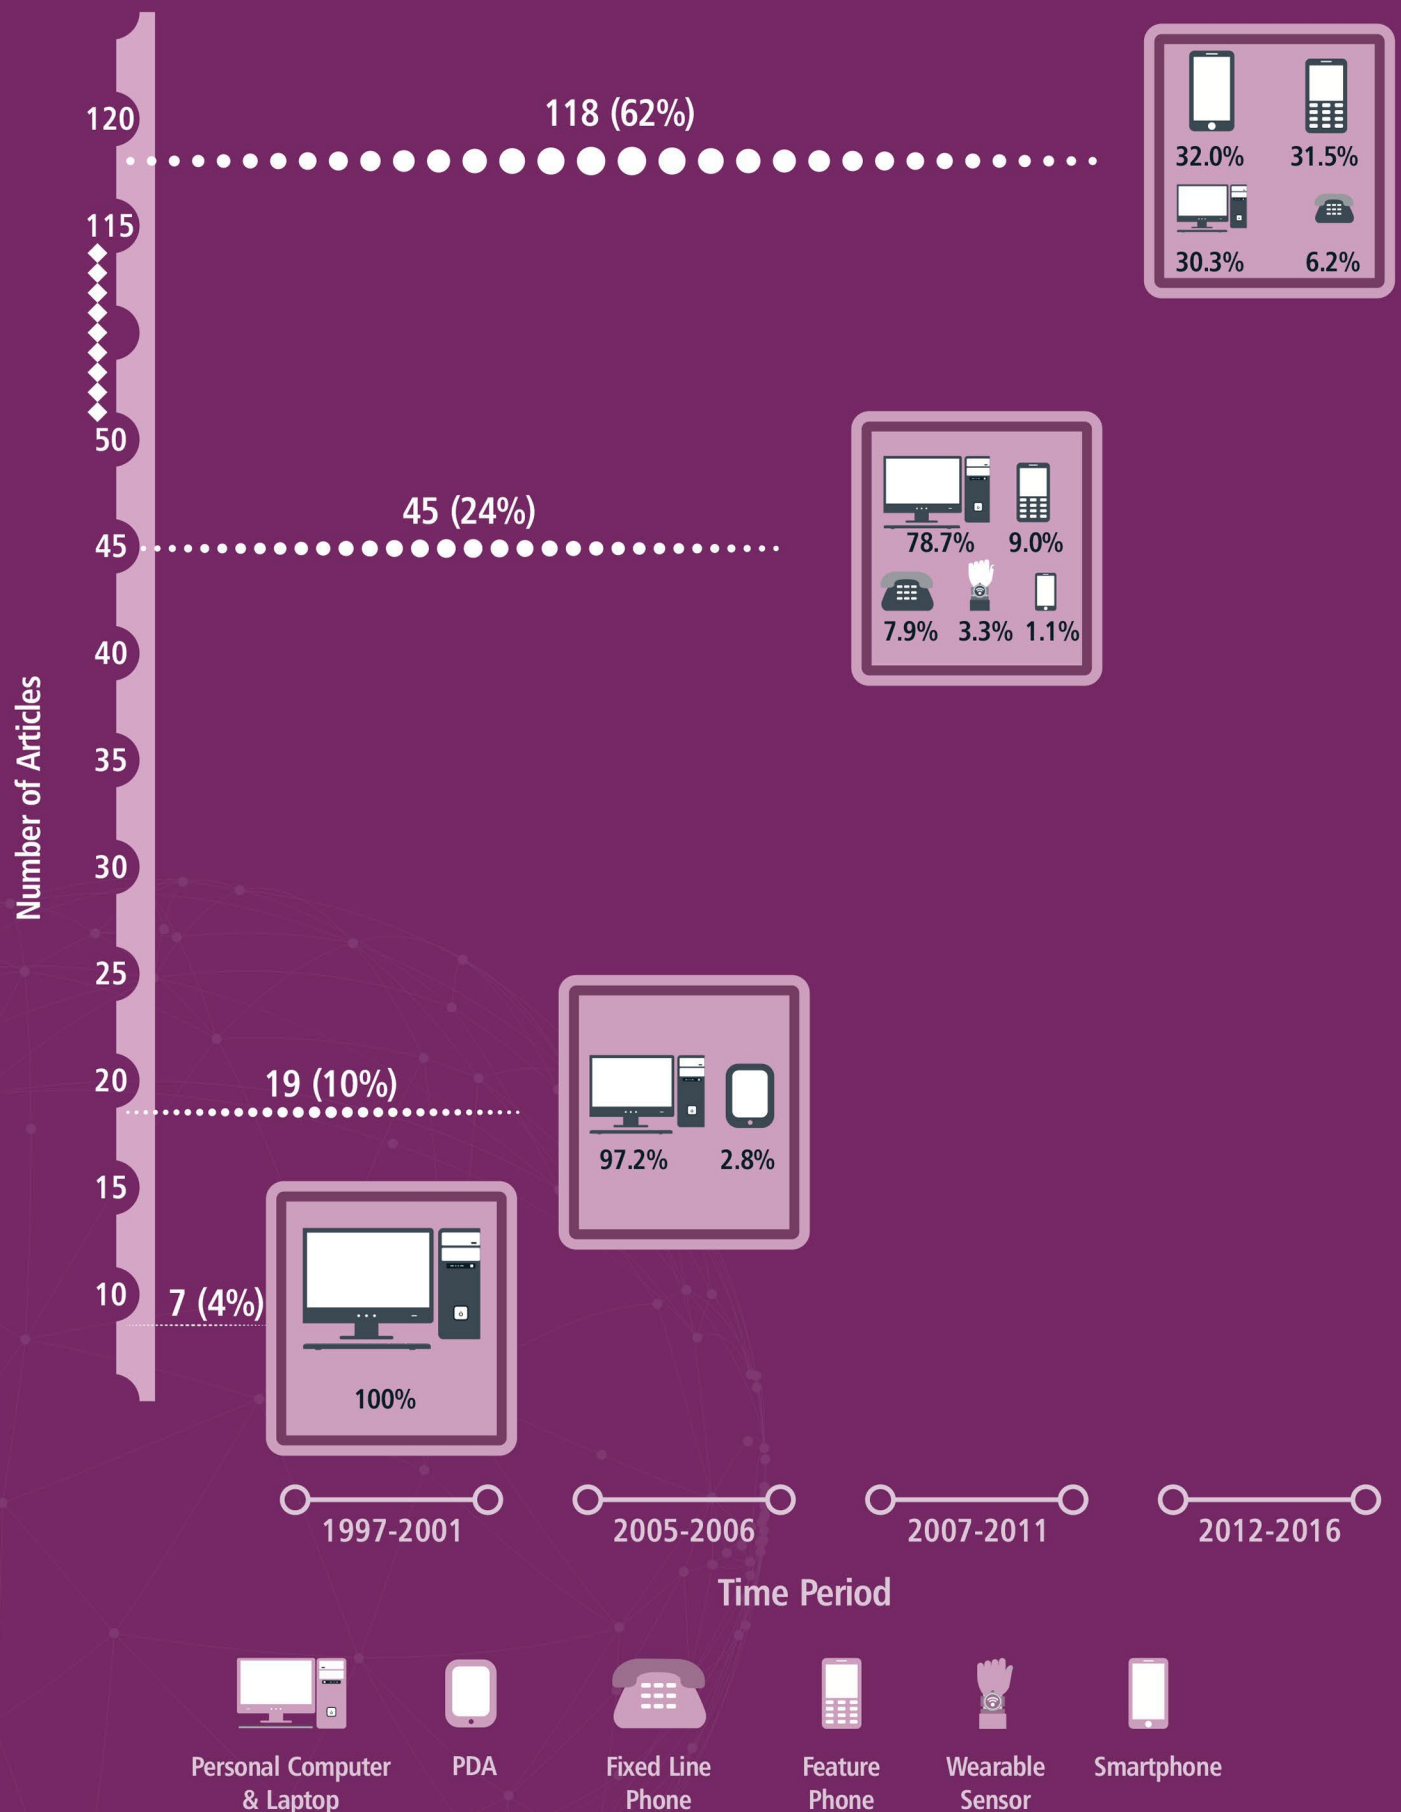 120
118 (62%)
32.0% 31.5%
115
30.3% 6.2%
50
45 (24%)
45
78.7% 9.0%
7.9% 3.3% 1.1%
40
Number of Articles
35
30
25
20
19 (10%)
97.2% 2.8%
15
10
7 (4%)
100%
1997-2001 2005-2006 2007-2011 2012-2016
Time Period
Personal Computer
& Laptop
PDA
Fixed Line
Phone
Feature
Phone
Wearable
Sensor
Smartphone